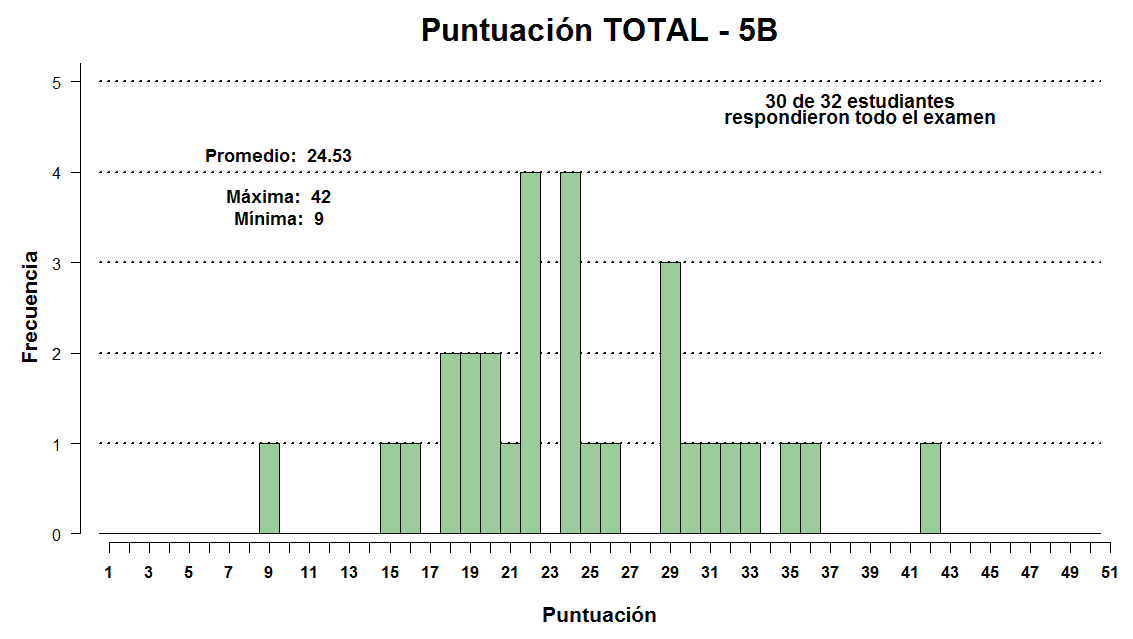 Puntuación TOTAL - 5B
30 de 32 estudiantes
respondieron todo el examen
Promedio: 24.53
Máxima: 42
Mínima: 9
Frecuencia
5
4
3
2
1
0
1 3 5 7 9 11 13 15 17 19 21 23 25 27 29 31 33 35 37 39 41 43 45 47 49 51
Puntuación